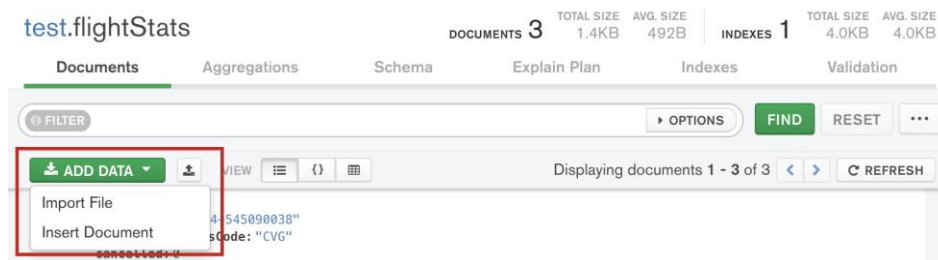 test.flightStats
DOCUMENTS 3 TOTAL SIZE 1.4KB AVG. SIZE 492B INDEXES 1 TOTAL SIZE 4.0KB AVG. SIZE 4.0KB
Documents Aggregations Schema Explain Plan Indexes Validation
FILTER OPTIONS FIND RESET ...
ADD DATA VIEW {} Displaying documents 1 - 3 of 3 < > REFRESH
Import File
4-545090038"
Insert Document
sCode: "CVG"
cancelled: 0